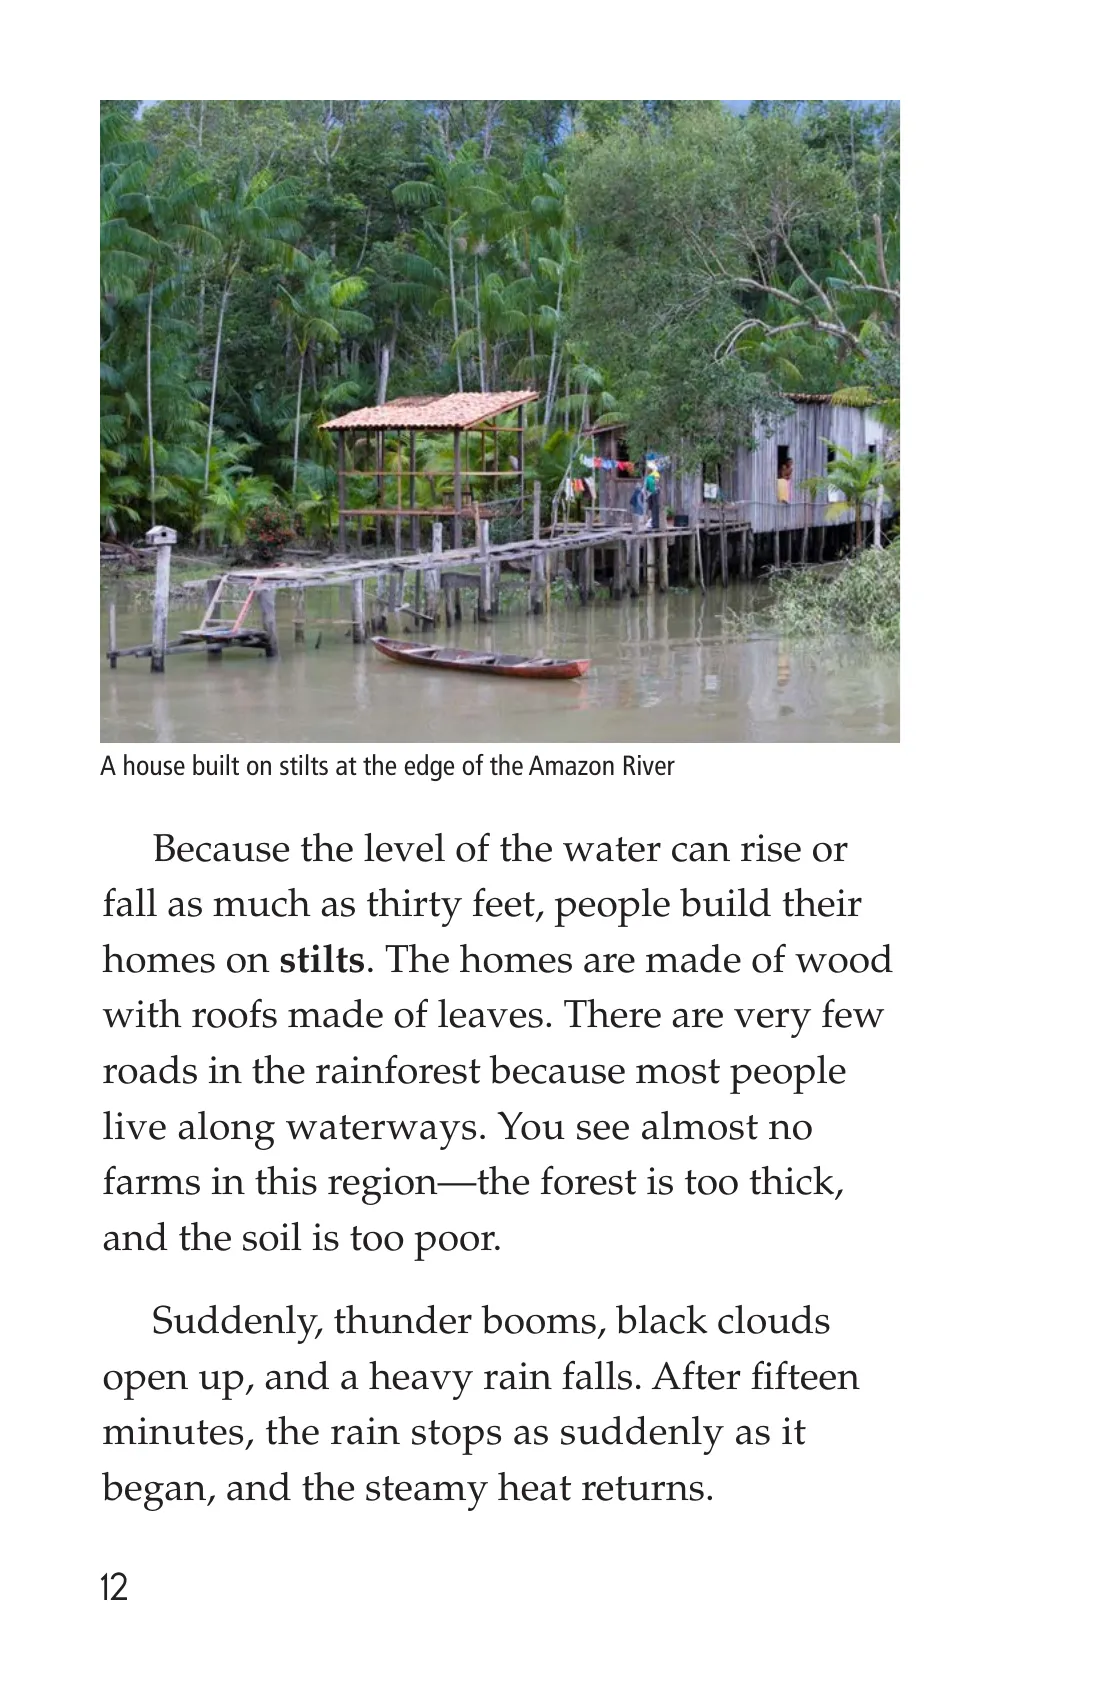 A house built on stilts at the edge of the Amazon River
Because the level of the water can rise or
fall as much as thirty feet, people build their
homes on stilts. The homes are made of wood
with roofs made of leaves. There are very few
roads in the rainforest because most people
live along waterways. You see almost no
farms in this region—the forest is too thick,
and the soil is too poor.
Suddenly, thunder booms, black clouds
open up, and a heavy rain falls. After fifteen
minutes, the rain stops as suddenly as it
began, and the steamy heat returns.
12